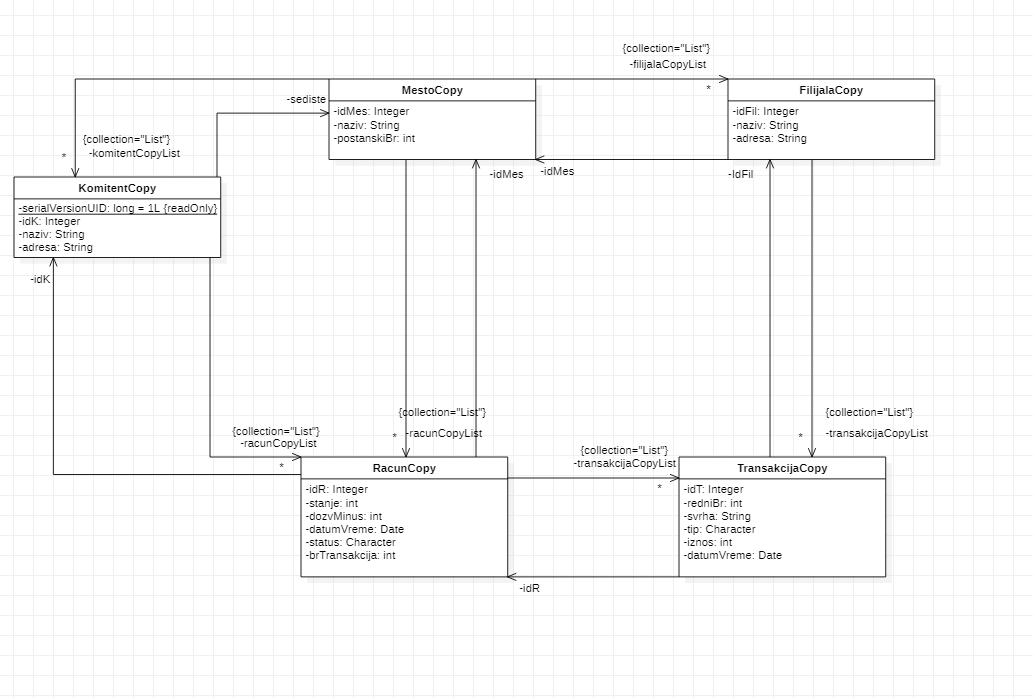 {collection="List"}
-filijalaCopyList
*
MestoCopy
-idMes: Integer
-naziv: String
-postanskiBr: int
FilijalaCopy
-idFil: Integer
-naziv: String
-adresa: String
-sediste
{collection="List"}
-komitentCopyList
*
-idMes
-idMes
-IdFil
KomitentCopy
-serialVersionUID: long = 1L {readOnly}
-idK: Integer
-naziv: String
-adresa: String
-idK
{collection="List"}
-racunCopyList
*
{collection="List"}
-racunCopyList
*
{collection="List"}
-transakcijaCopyList
*
{collection="List"}
-transakcijaCopyList
*
RacunCopy
-idR: Integer
-stanje: int
-dozvMinus: int
-datumVreme: Date
-status: Character
-brTransakcija: int
TransakcijaCopy
-idT: Integer
-redniBr: int
-svrha: String
-tip: Character
-iznos: int
-datumVreme: Date
-idR